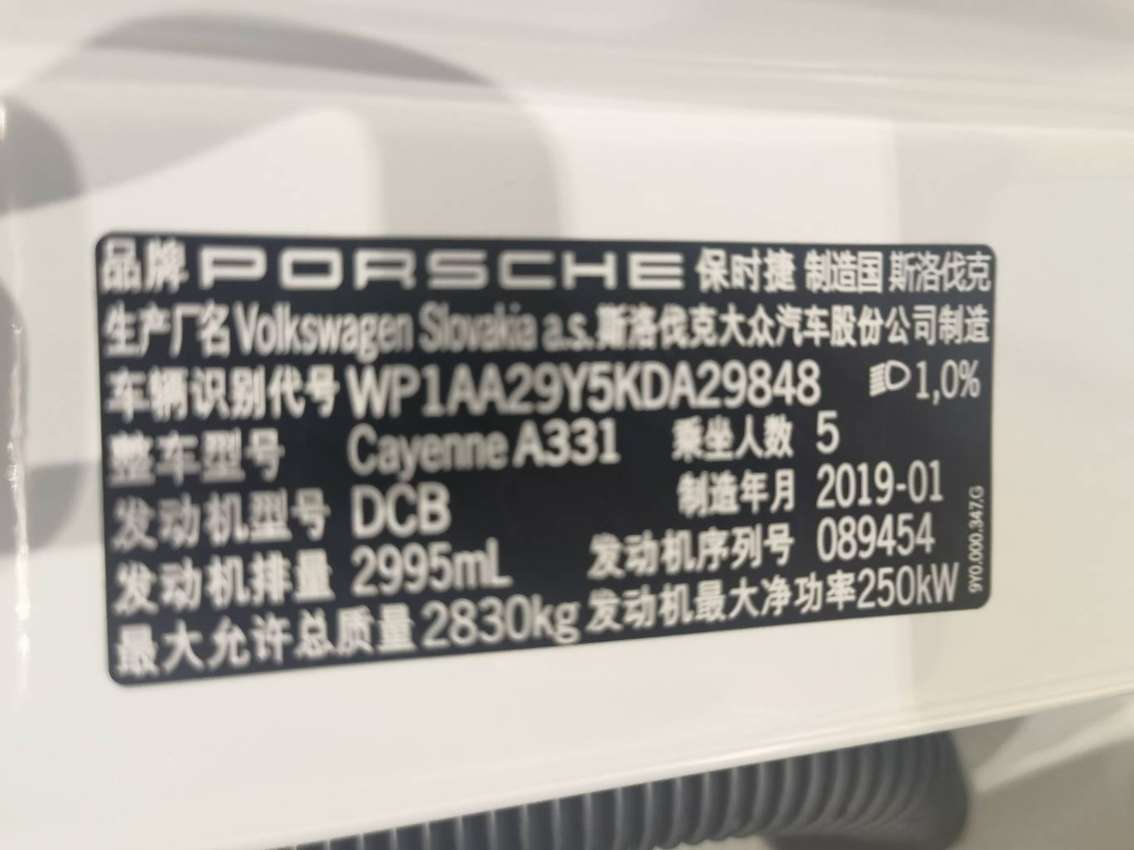 品牌 PORSCHE 保时捷 制造国 斯洛伐克
生产厂名 Volkswagen Slovakia a.s. 斯洛伐克大众汽车股份公司制造
车辆识别代号 WP1AA29Y5KDA29848 1,0%
整车型号 Cayenne A331 乘坐人数 5
发动机型号 DCB 制造年月 2019-01
发动机排量 2995mL 发动机序列号 089454
最大允许总质量 2830kg 发动机最大净功率 250kW
9Y0.000.347.G